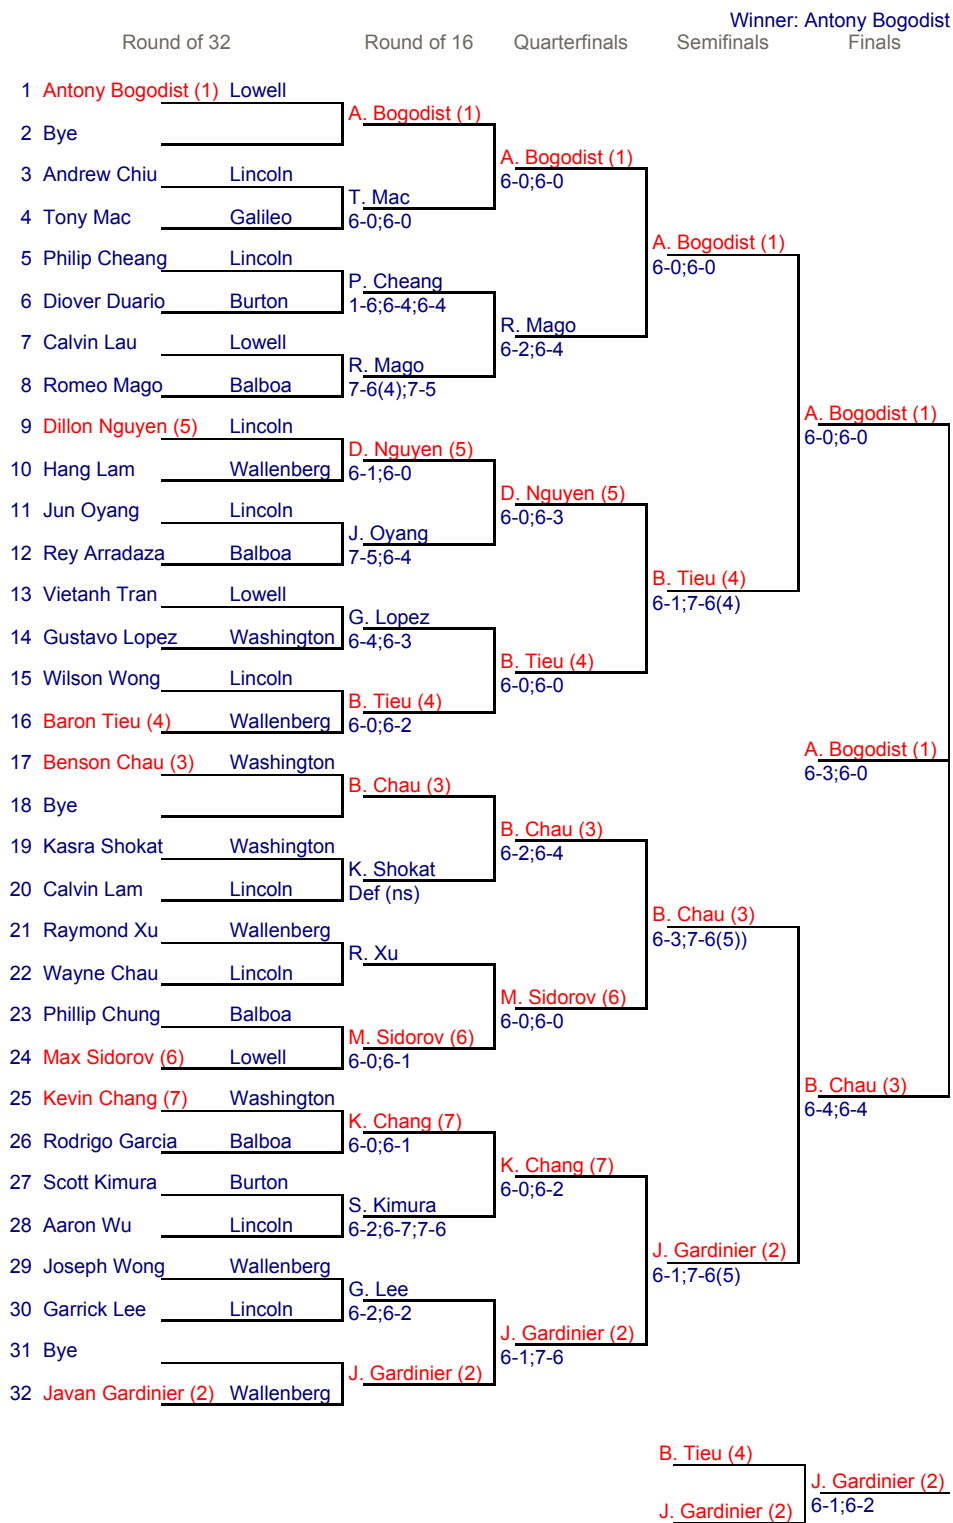 Winner: Antony Bogodist
Round of 32 Round of 16 Quarterfinals Semifinals Finals
1 Antony Bogodist (1) Lowell
A. Bogodist (1)
2 Bye
A. Bogodist (1)
6-0;6-0
3 Andrew Chiu Lincoln
T. Mac
6-0;6-0
4 Tony Mac Galileo
A. Bogodist (1)
6-0;6-0
5 Philip Cheang Lincoln
P. Cheang
1-6;6-4;6-4
6 Diover Duario Burton
R. Mago
6-2;6-4
7 Calvin Lau Lowell
R. Mago
7-6(4);7-5
8 Romeo Mago Balboa
A. Bogodist (1)
6-0;6-0
9 Dillon Nguyen (5) Lincoln
D. Nguyen (5)
6-1;6-0
10 Hang Lam Wallenberg
D. Nguyen (5)
6-0;6-3
11 Jun Oyang Lincoln
J. Oyang
7-5;6-4
12 Rey Arradaza Balboa
B. Tieu (4)
6-1;7-6(4)
13 Vietanh Tran Lowell
G. Lopez
6-4;6-3
14 Gustavo Lopez Washington
B. Tieu (4)
6-0;6-0
15 Wilson Wong Lincoln
B. Tieu (4)
6-0;6-2
16 Baron Tieu (4) Wallenberg
A. Bogodist (1)
6-3;6-0
17 Benson Chau (3) Washington
B. Chau (3)
18 Bye
B. Chau (3)
6-2;6-4
19 Kasra Shokat Washington
K. Shokat
Def (ns)
20 Calvin Lam Lincoln
B. Chau (3)
6-3;7-6(5))
21 Raymond Xu Wallenberg
R. Xu
22 Wayne Chau Lincoln
M. Sidorov (6)
6-0;6-0
23 Phillip Chung Balboa
M. Sidorov (6)
6-0;6-1
24 Max Sidorov (6) Lowell
B. Chau (3)
6-4;6-4
25 Kevin Chang (7) Washington
K. Chang (7)
6-0;6-1
26 Rodrigo Garcia Balboa
K. Chang (7)
6-0;6-2
27 Scott Kimura Burton
S. Kimura
6-2;6-7;7-6
28 Aaron Wu Lincoln
J. Gardinier (2)
6-1;7-6(5)
29 Joseph Wong Wallenberg
G. Lee
6-2;6-2
30 Garrick Lee Lincoln
J. Gardinier (2)
6-1;7-6
31 Bye
J. Gardinier (2)
32 Javan Gardinier (2) Wallenberg
B. Tieu (4)
J. Gardinier (2)
6-1;6-2
J. Gardinier (2)